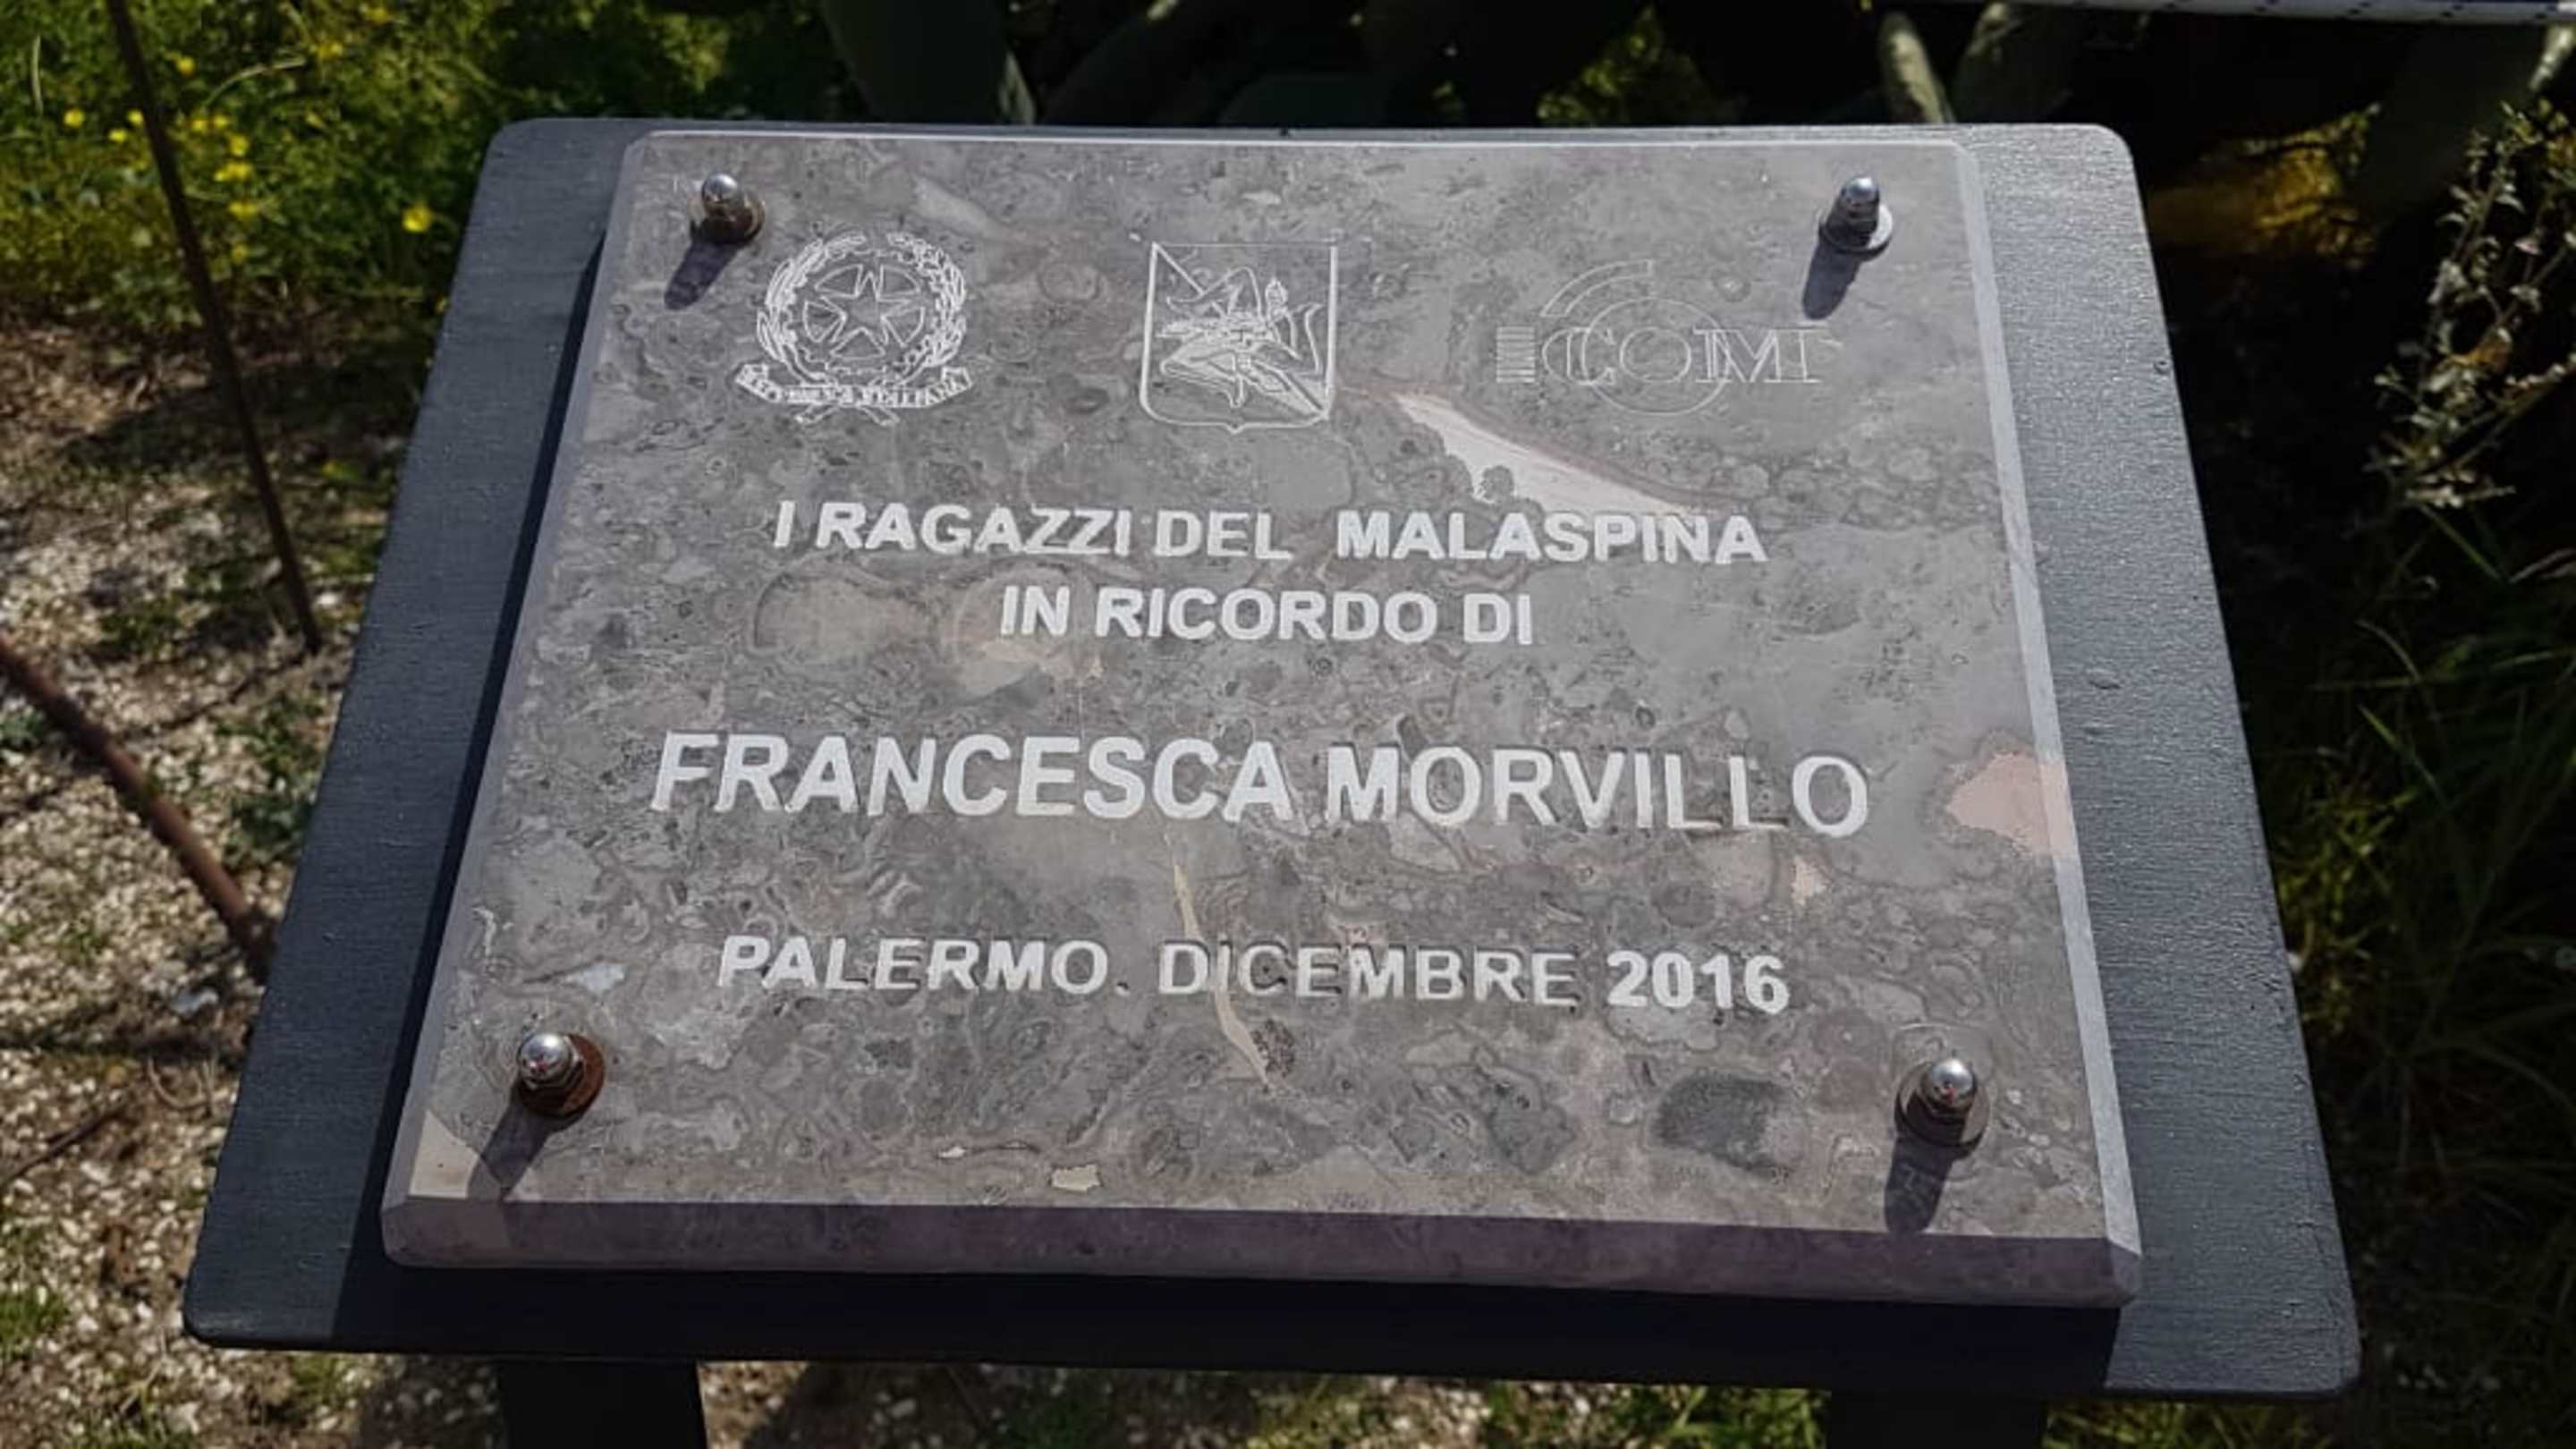 I RAGAZZI DEL MALASPINA
IN RICORDO DI
FRANCESCA MORVILLO
PALERMO. DICEMBRE 2016